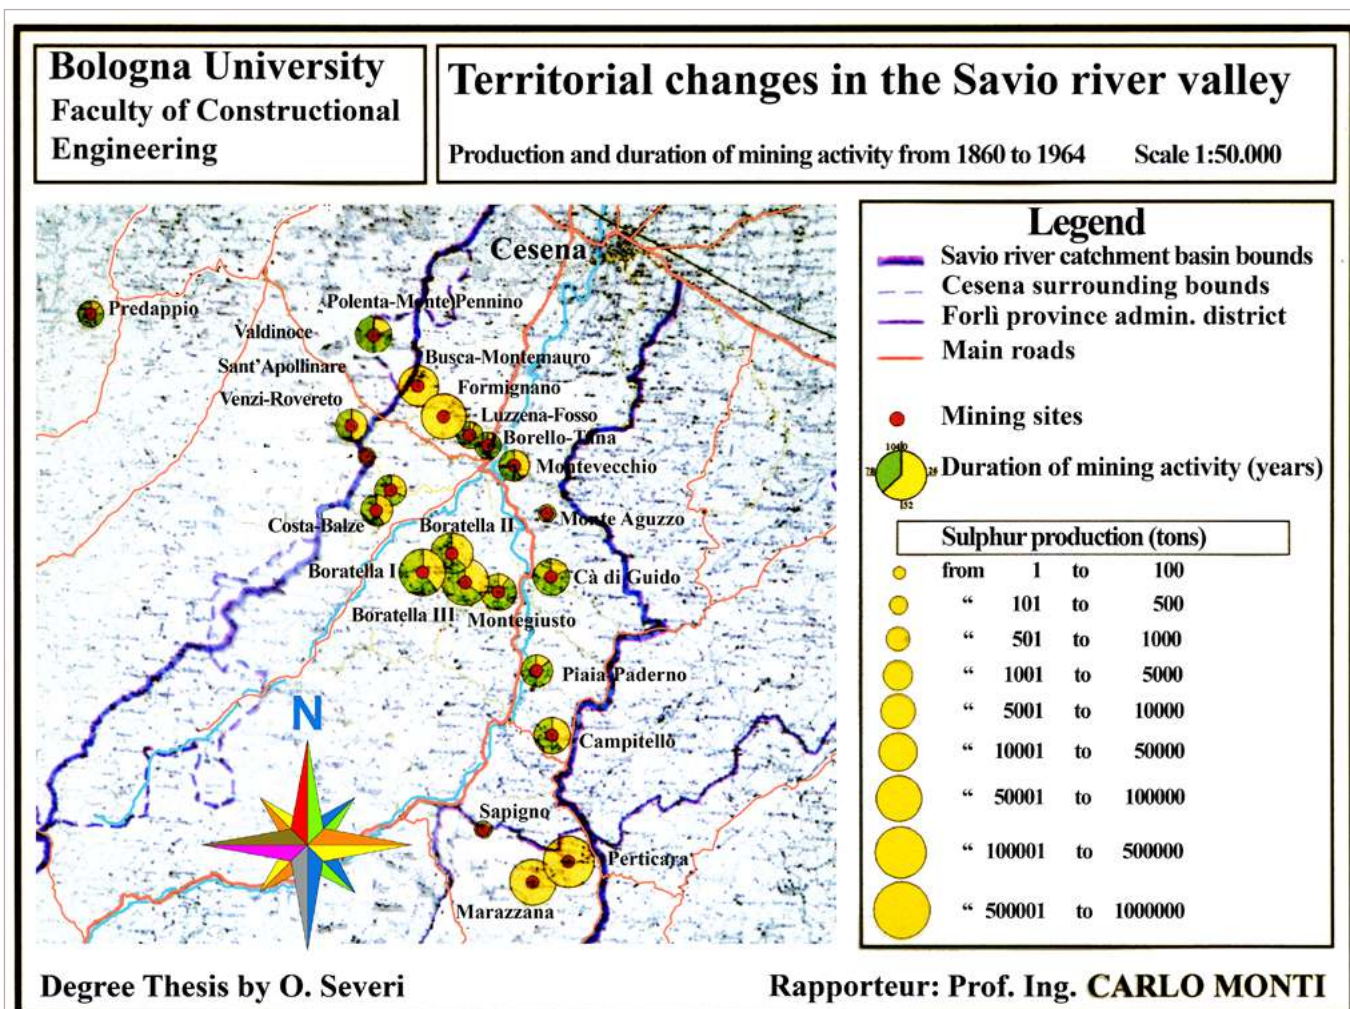 Bologna University
Faculty of Constructional
Engineering
Territorial changes in the Savio river valley
Production and duration of mining activity from 1860 to 1964 Scale 1:50.000
Cesena
Predappio
Polenta-Monte Pennino
Valdinoce
Sant'Apollinare
Busca-Montemauro
Formignano
Venzi-Rovereto
Luzzena-Fosso
Borello-Tana
Montevecchio
Costa-Balze
Boratella II
Monte Aguzzo
Boratella I
Cà di Guido
Boratella III
Montegiusto
Piaia-Paderno
N
Campitello
Sapigno
Perticara
Marazzana
Legend
Savio river catchment basin bounds
Cesena surrounding bounds
Forlì province admin. district
Main roads
Mining sites
Duration of mining activity (years)
78
26
52
Sulphur production (tons)
from 1 to 100
“ 101 to 500
“ 501 to 1000
“ 1001 to 5000
“ 5001 to 10000
“ 10001 to 50000
“ 50001 to 100000
“ 100001 to 500000
“ 500001 to 1000000
Degree Thesis by O. Severi
Rapporteur: Prof. Ing. CARLO MONTI